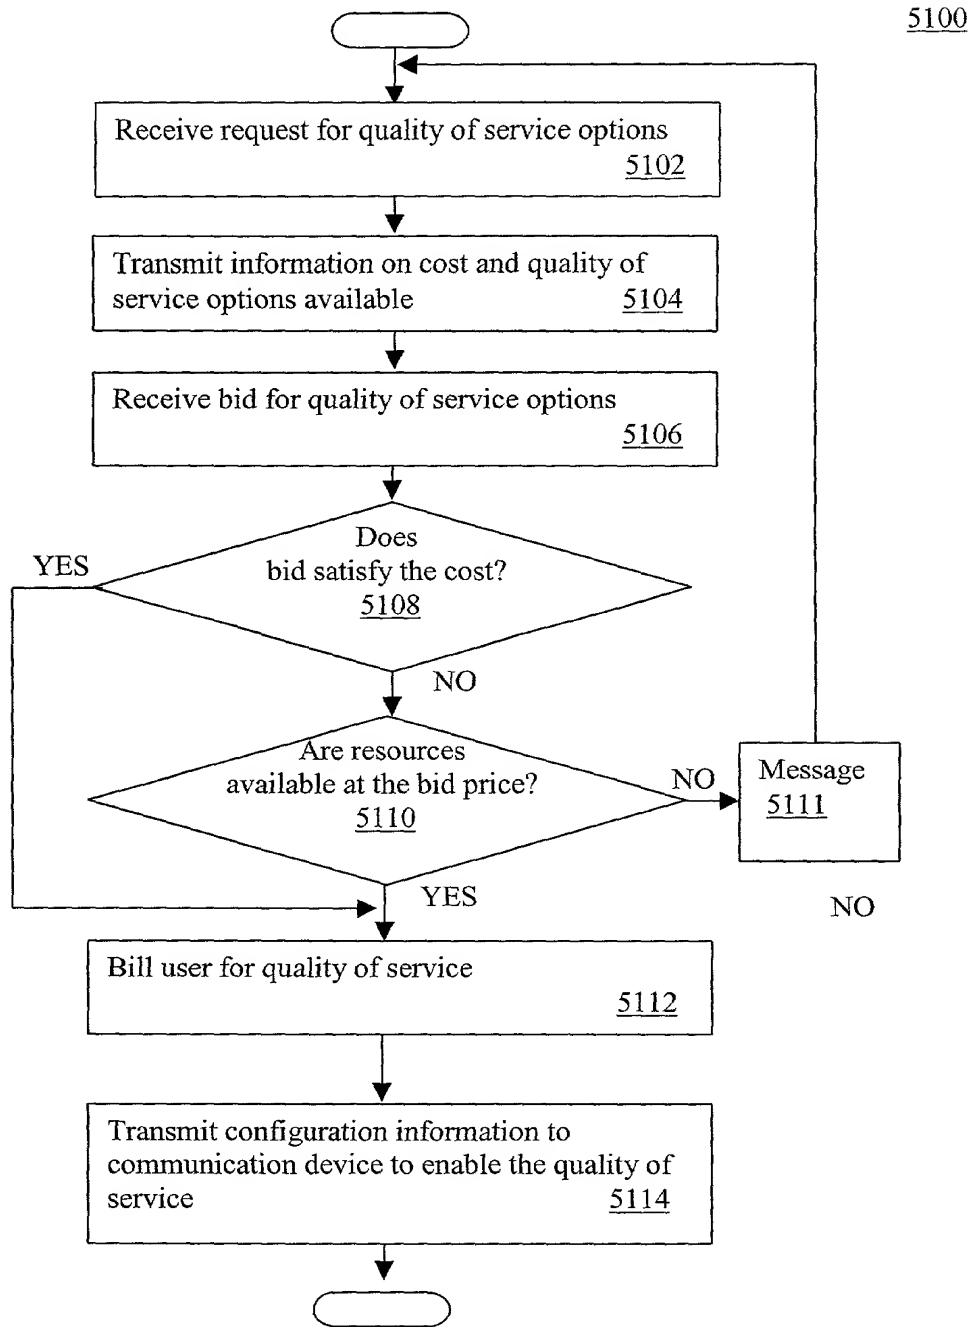 5100
Receive request for quality of service options
5102
Transmit information on cost and quality of
service options available 5104
Receive bid for quality of service options
5106
Does
YES
bid satisfy the cost?
5108
NO
Are resources
available at the bid price?
5110
NO
Message
5111
YES
NO
Bill user for quality of service
5112
Transmit configuration information to
communication device to enable the quality of
service 5114